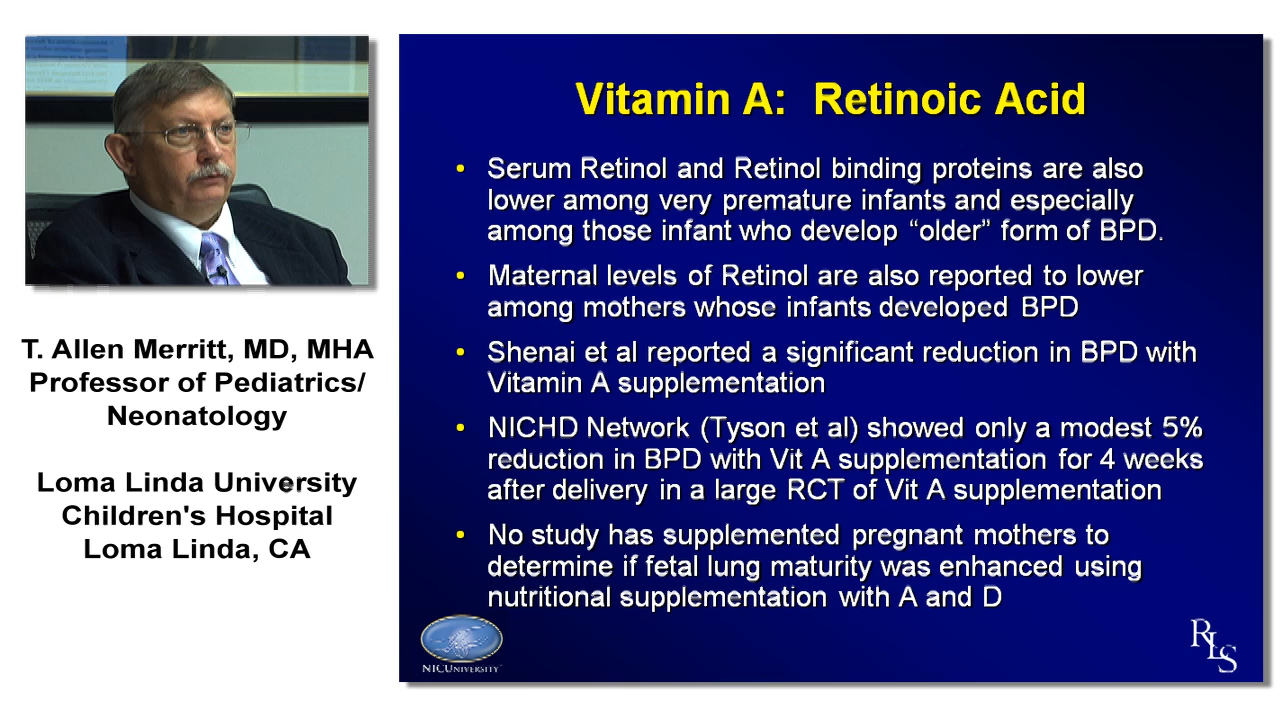 T. Allen Merritt, MD, MHA
Professor of Pediatrics/
Neonatology
Loma Linda University
Children's Hospital
Loma Linda, CA
Vitamin A: Retinoic Acid
• Serum Retinol and Retinol binding proteins are also
lower among very premature infants and especially
among those infant who develop “older” form of BPD.
• Maternal levels of Retinol are also reported to lower
among mothers whose infants developed BPD
• Shenai et al reported a significant reduction in BPD with
Vitamin A supplementation
• NICHD Network (Tyson et al) showed only a modest 5%
reduction in BPD with Vit A supplementation for 4 weeks
after delivery in a large RCT of Vit A supplementation
• No study has supplemented pregnant mothers to
determine if fetal lung maturity was enhanced using
nutritional supplementation with A and D
NICUNIVERSITY
RLS